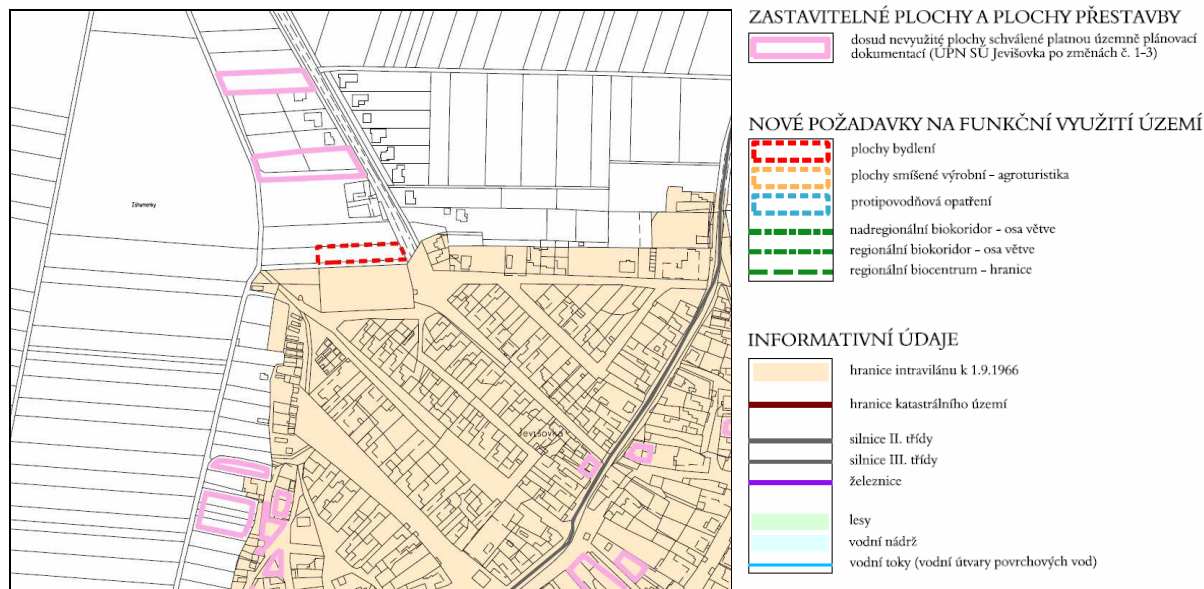 ZASTAVITELNÉ PLOCHY A PLOCHY PŘESTAVBY
dosud nevyužité plochy schválené platnou územně plánovací
dokumentací (ÚPN SÚ Jevišovka po změnách č. 1-3)
NOVÉ POŽADAVKY NA FUNKČNÍ VYUŽITÍ ÚZEMÍ
plochy bydlení
plochy smíšené výrobní – agroturistika
protipovodňová opatření
nadregionální biokoridor – osa větve
regionální biokoridor – osa větve
regionální biocentrum – hranice
INFORMATIVNÍ ÚDAJE
hranice intravilánu k 1.9.1966
hranice katastrálního území
silnice II. třídy
silnice III. třídy
železnice
lesy
vodní nádrž
vodní toky (vodní útvary povrchových vod)
Záhumenky
Jevišovka